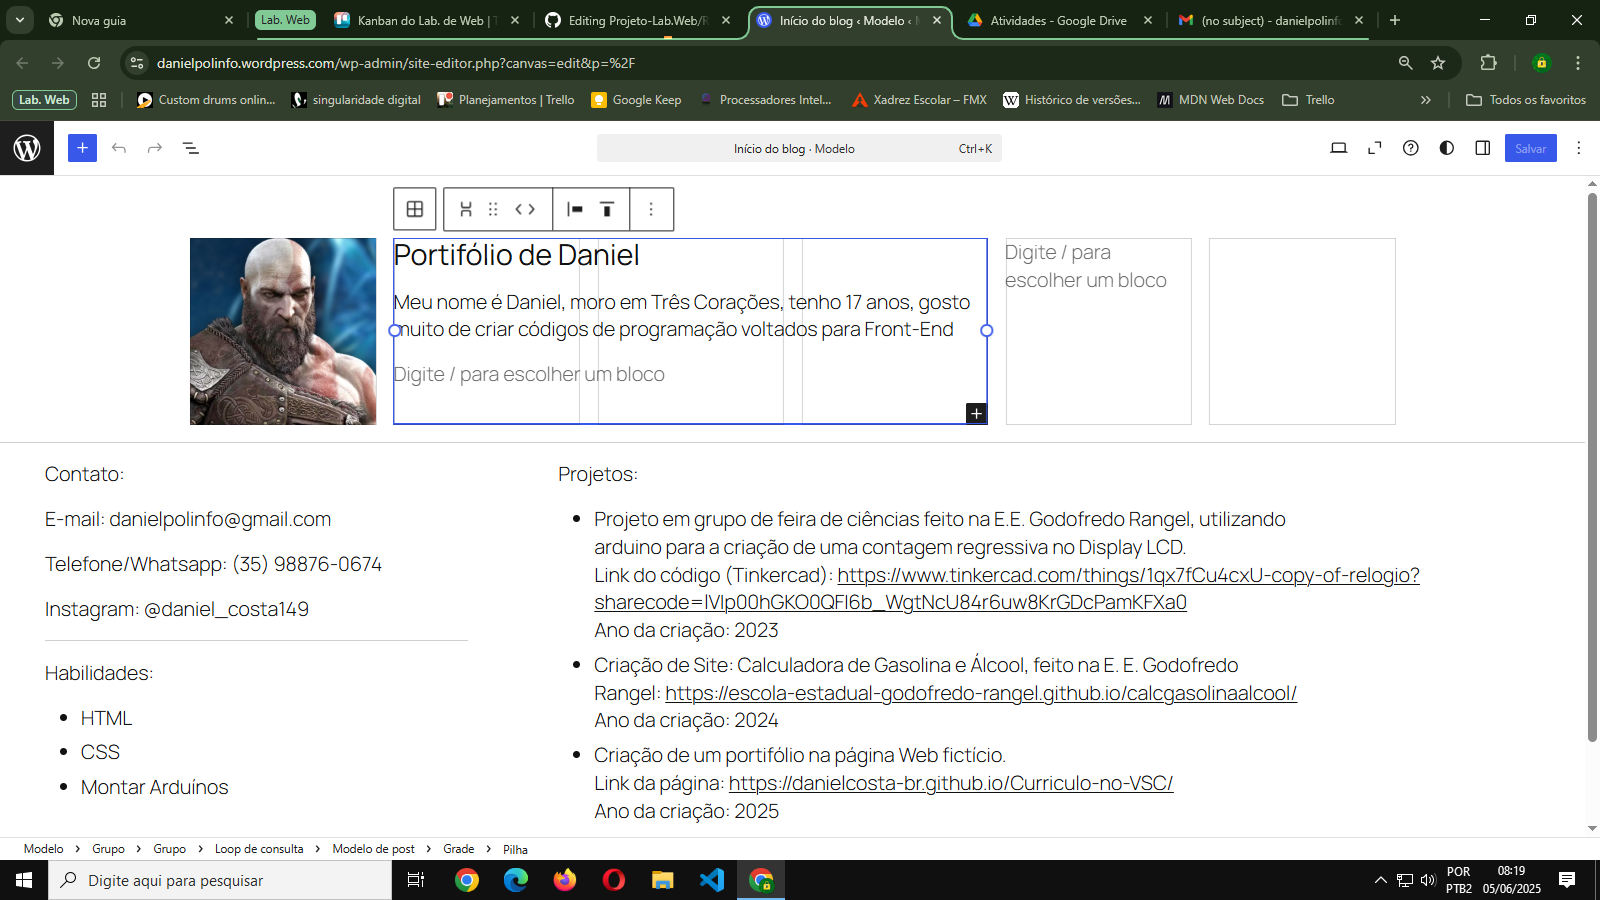 Nova guia
Lab. Web
Kanban do Lab. de Web | T
Editing Projeto-Lab.Web/R
Início do blog ‹ Modelo ‹ N
Atividades - Google Drive
(no subject) - danielpolinfo
danielpolinfo.wordpress.com/wp-admin/site-editor.php?canvas=edit&p=%2F
Lab. Web
Custom drums onlin...
singularidade digital
Planejamentos | Trello
Google Keep
Processadores Intel...
Xadrez Escolar – FMX
Histórico de versões...
MDN Web Docs
Trello
Todos os favoritos
Início do blog · Modelo
Ctrl+K
Salvar
Portifólio de Daniel
Meu nome é Daniel, moro em Três Corações, tenho 17 anos, gosto
muito de criar códigos de programação voltados para Front-End
Digite / para escolher um bloco
Digite / para
escolher um bloco
Contato:
E-mail: danielpolinfo@gmail.com
Telefone/Whatsapp: (35) 98876-0674
Instagram: @daniel_costa149
Habilidades:
HTML
CSS
Montar Arduínos
Projetos:
Projeto em grupo de feira de ciências feito na E.E. Godofredo Rangel, utilizando
arduino para a criação de uma contagem regressiva no Display LCD.
Link do código (Tinkercad): https://www.tinkercad.com/things/1qx7fCu4cxU-copy-of-relogio?
sharecode=lVlp00hGKO0QFI6b_WgtNcU84r6uw8KrGDcPamKFXa0
Ano da criação: 2023
Criação de Site: Calculadora de Gasolina e Álcool, feito na E. E. Godofredo
Rangel: https://escola-estadual-godofredo-rangel.github.io/calcgasolinaalcool/
Ano da criação: 2024
Criação de um portifólio na página Web fictício.
Link da página: https://danielcosta-br.github.io/Curriculo-no-VSC/
Ano da criação: 2025
Modelo › Grupo › Grupo › Loop de consulta › Modelo de post › Grade › Pilha
Digite aqui para pesquisar
POR
PTB2
08:19
05/06/2025